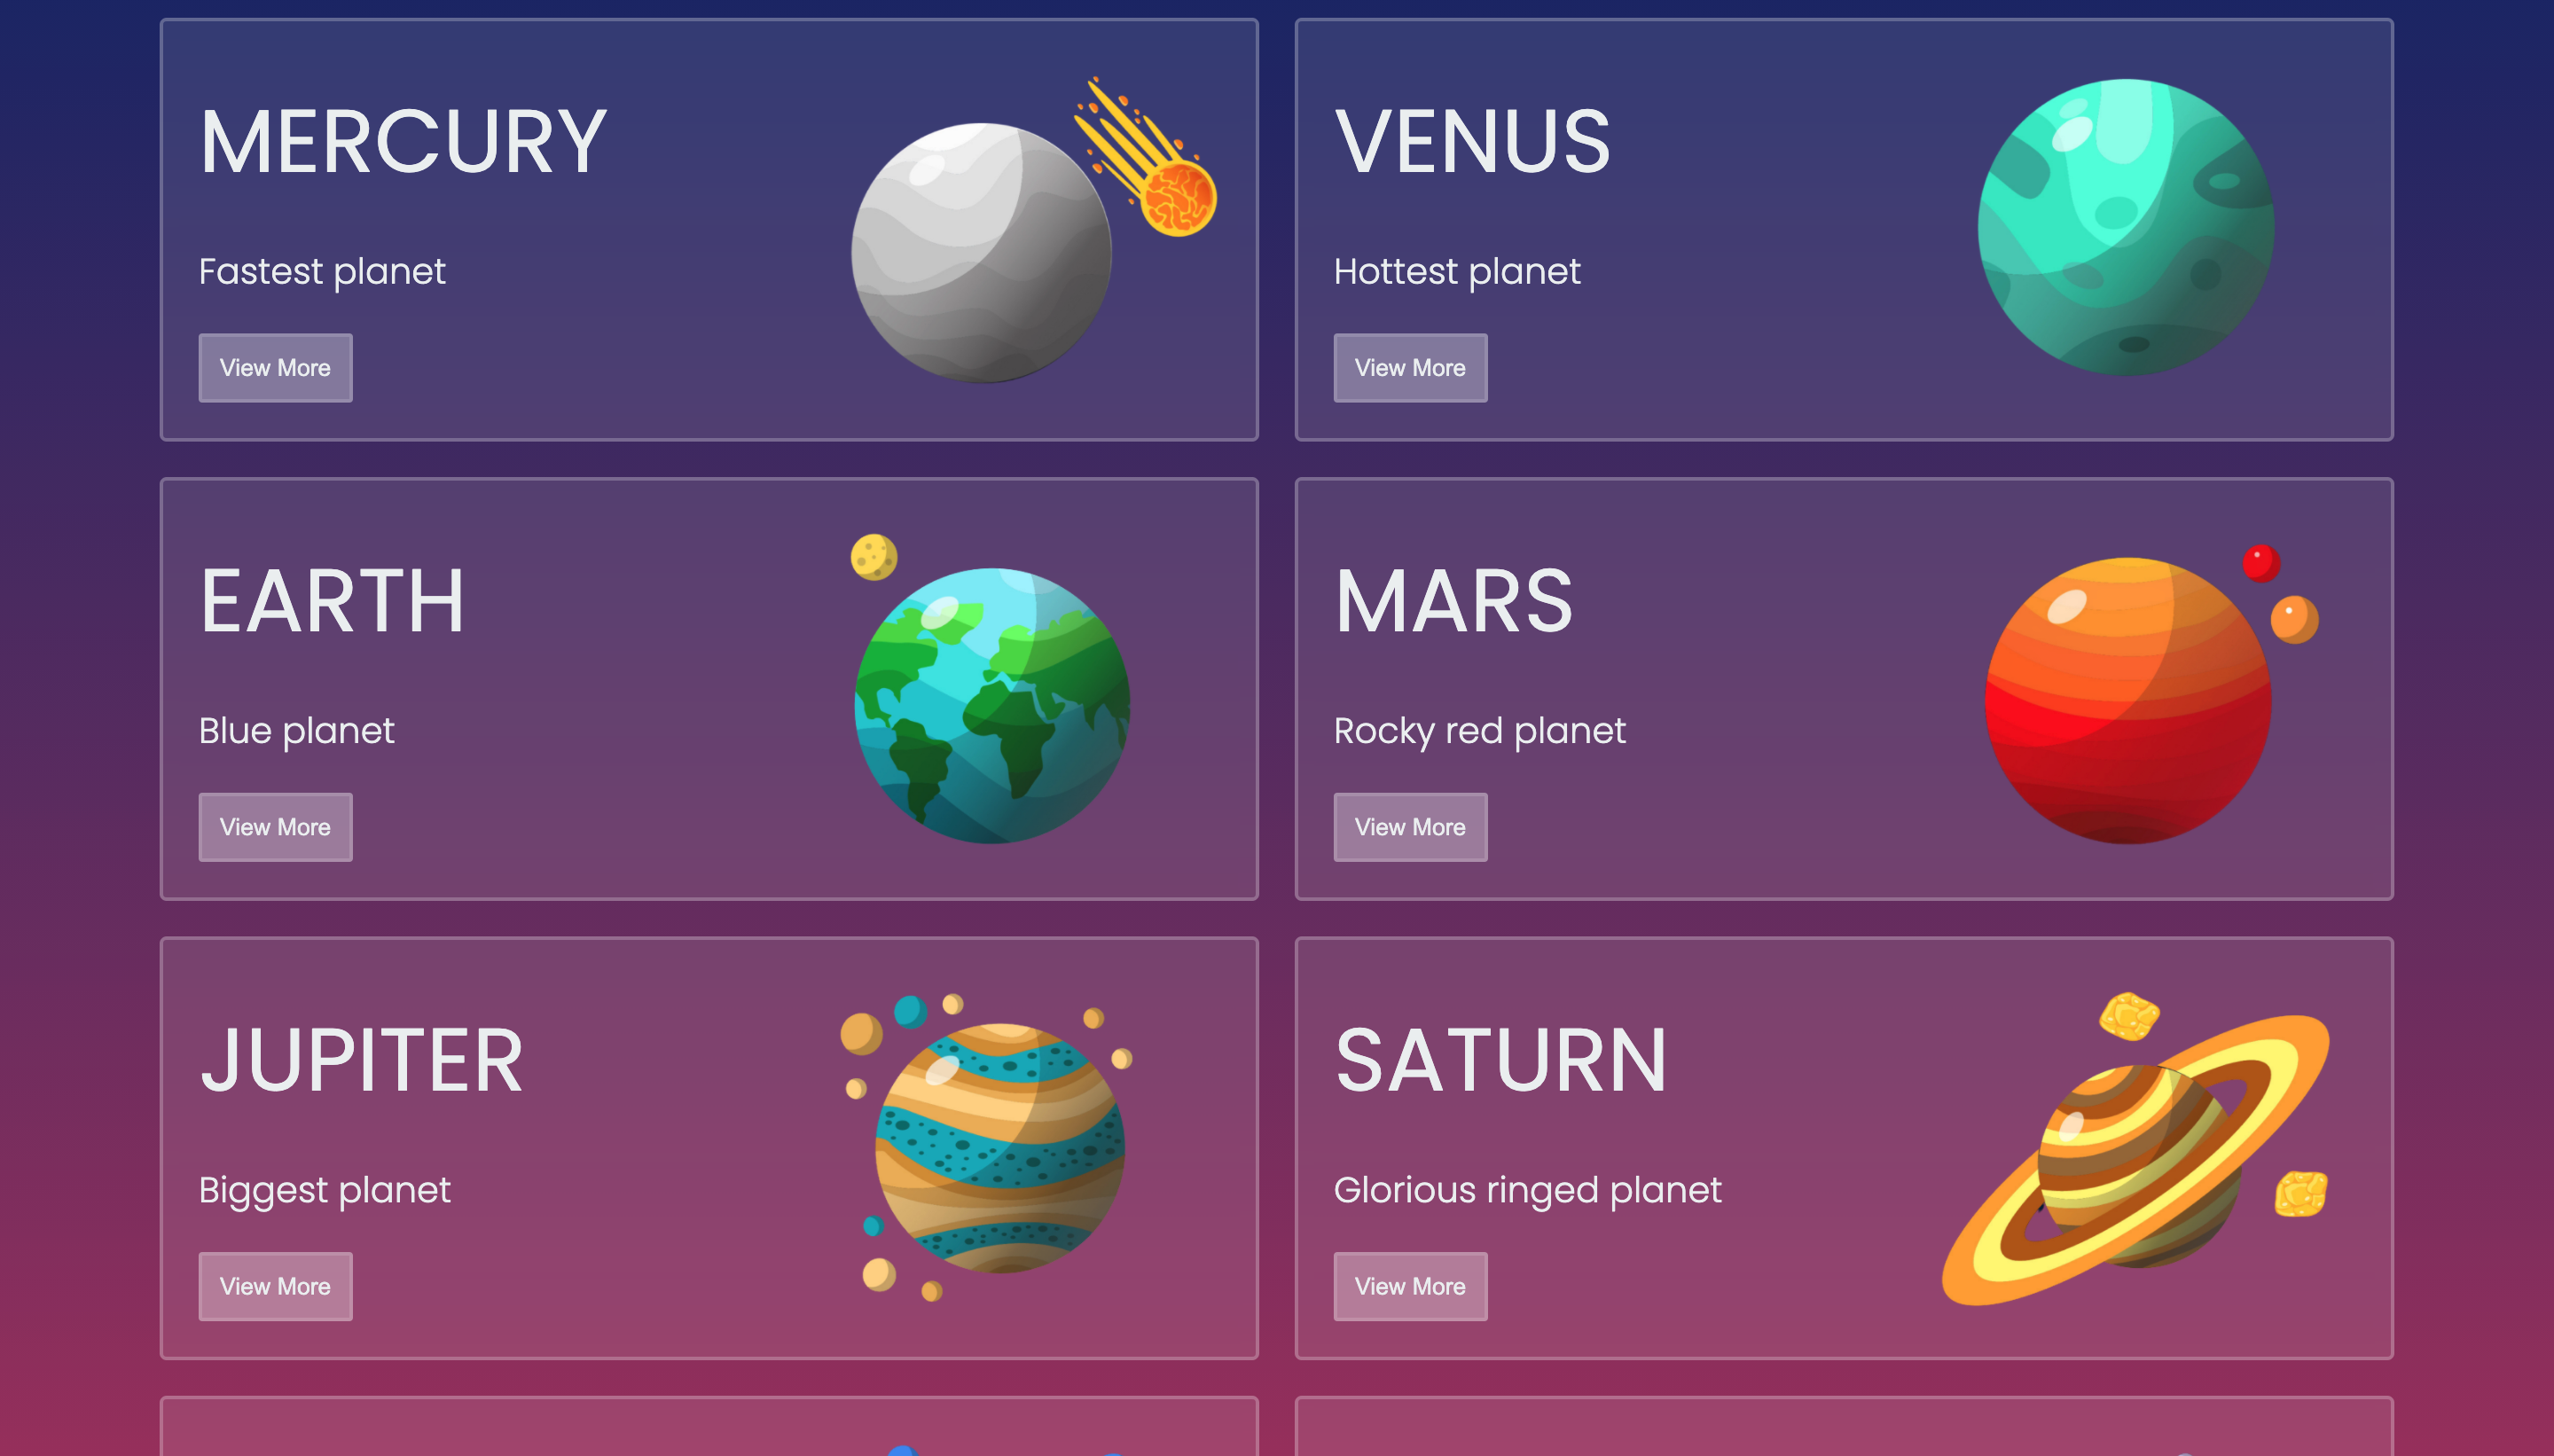 MERCURY
Fastest planet
View More
VENUS
Hottest planet
View More
EARTH
Blue planet
View More
MARS
Rocky red planet
View More
JUPITER
Biggest planet
View More
SATURN
Glorious ringed planet
View More